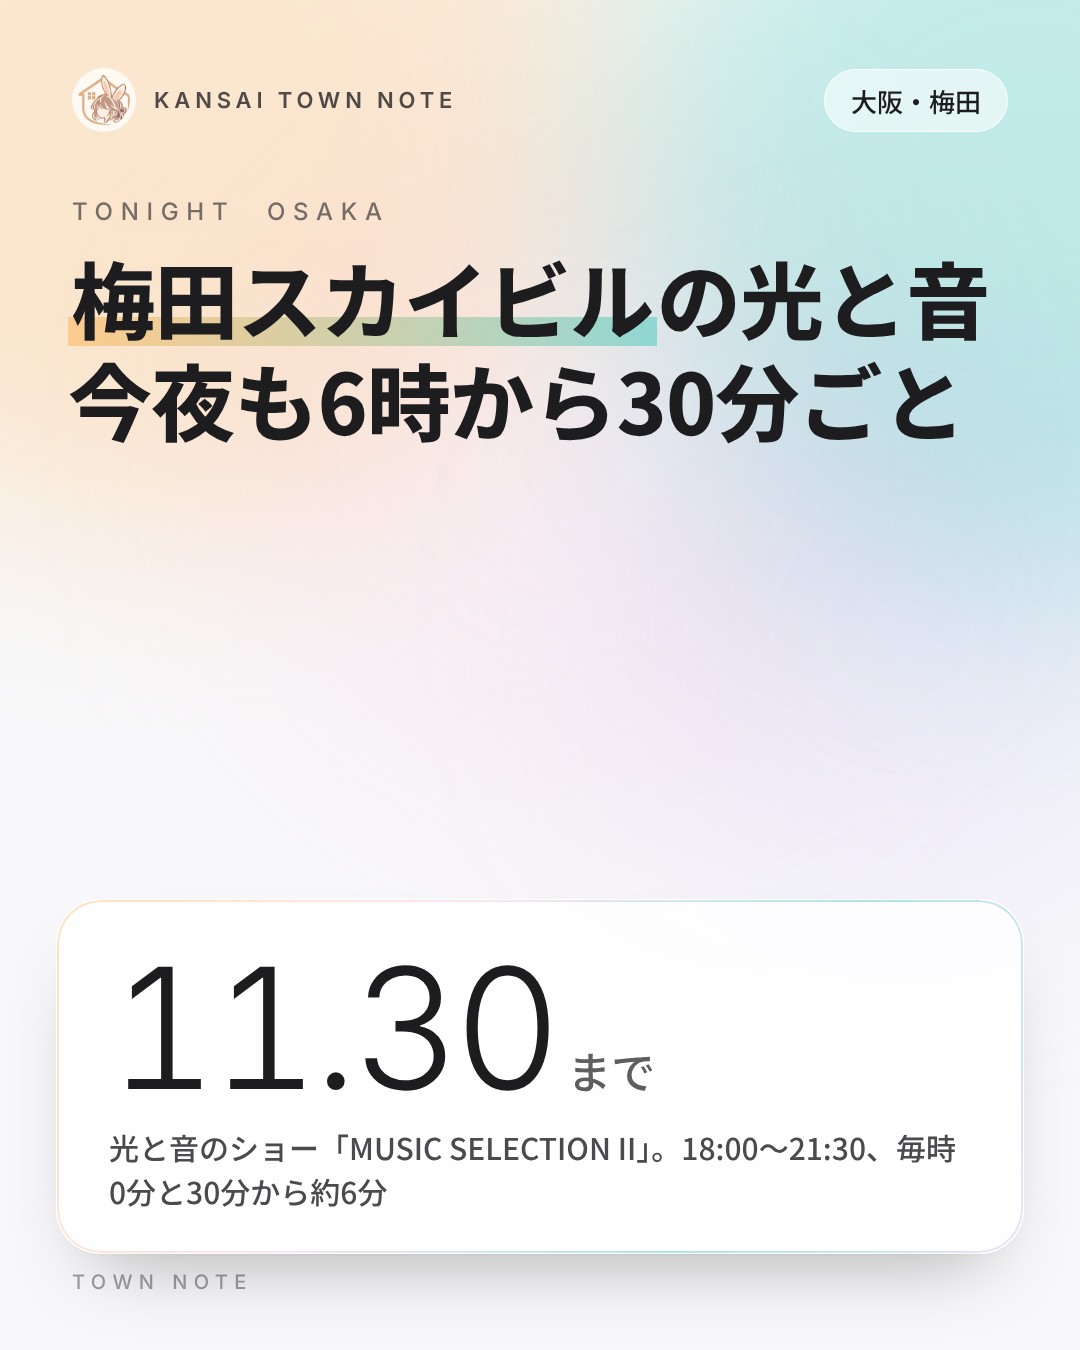 KANSAI TOWN NOTE
大阪・梅田
TONIGHT OSAKA
梅田スカイビルの光と音
今夜も6時から30分ごと
11.30 まで
光と音のショー「MUSIC SELECTION II」。18:00〜21:30、毎時
0分と30分から約6分
TOWN NOTE